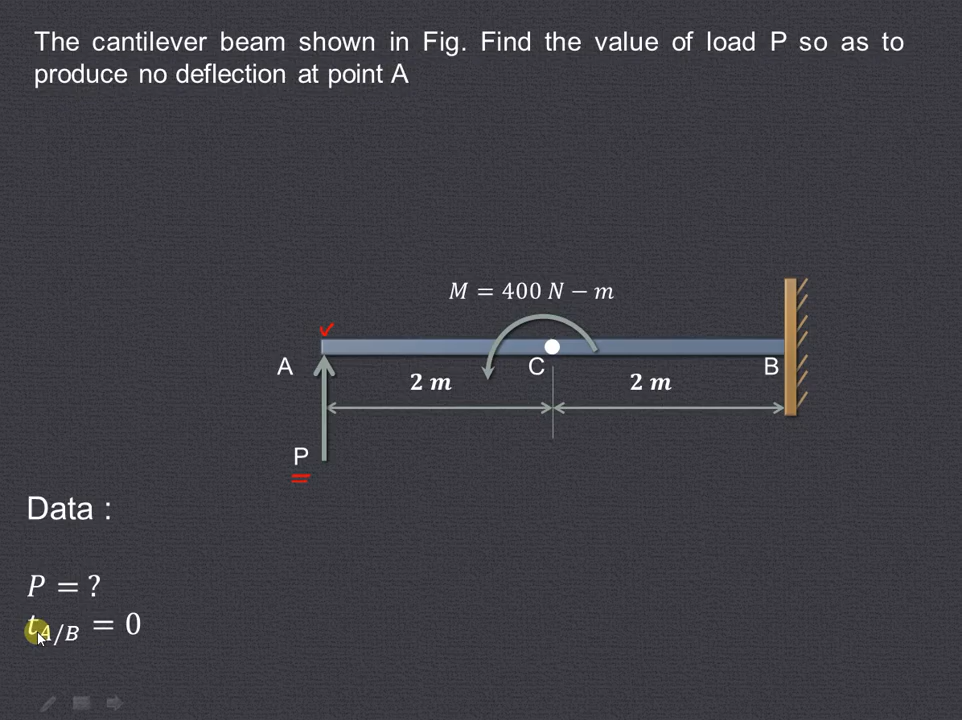 The cantilever beam shown in Fig. Find the value of load P so as to
produce no deflection at point A
M = 400 N − m
A
C
B
2 m
2 m
P
Data :
P = ?
t A/B = 0